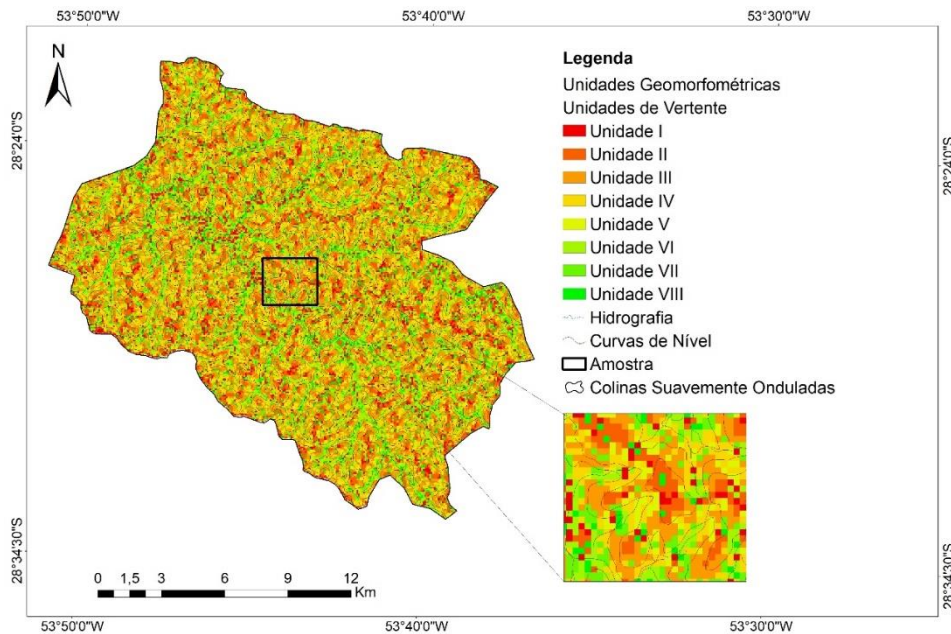 53°50'0"W
53°40'0"W
53°30'0"W
N
28°24'0"S
28°24'0"S
Legenda
Unidades Geomorfométricas
Unidades de Vertente
Unidade I
Unidade II
Unidade III
Unidade IV
Unidade V
Unidade VI
Unidade VII
Unidade VIII
Hidrografia
Curvas de Nível
Amostra
Colinas Suavemente Onduladas
28°34'30"S
28°34'30"S
0 1,5 3 6 9 12
Km
53°50'0"W
53°40'0"W
53°30'0"W